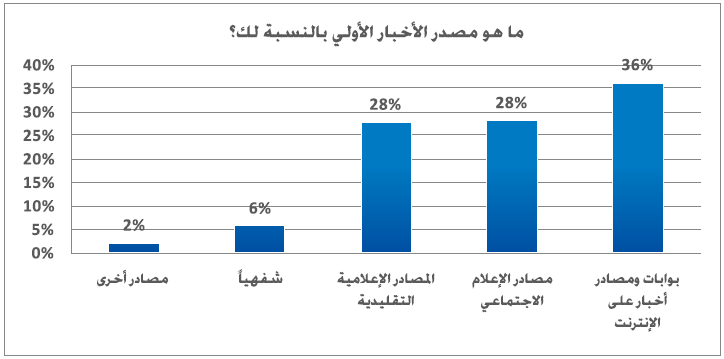 ما هو مصدر الأخبار الأولي بالنسبة لك؟
40%
35%
30%
25%
20%
15%
10%
5%
0%
36%
28%
28%
6%
2%
بوابات ومصادر
أخبار على
الإنترنت
مصادر الإعلام
الاجتماعي
المصادر الإعلامية
التقليدية
شفهياً
مصادر أخرى